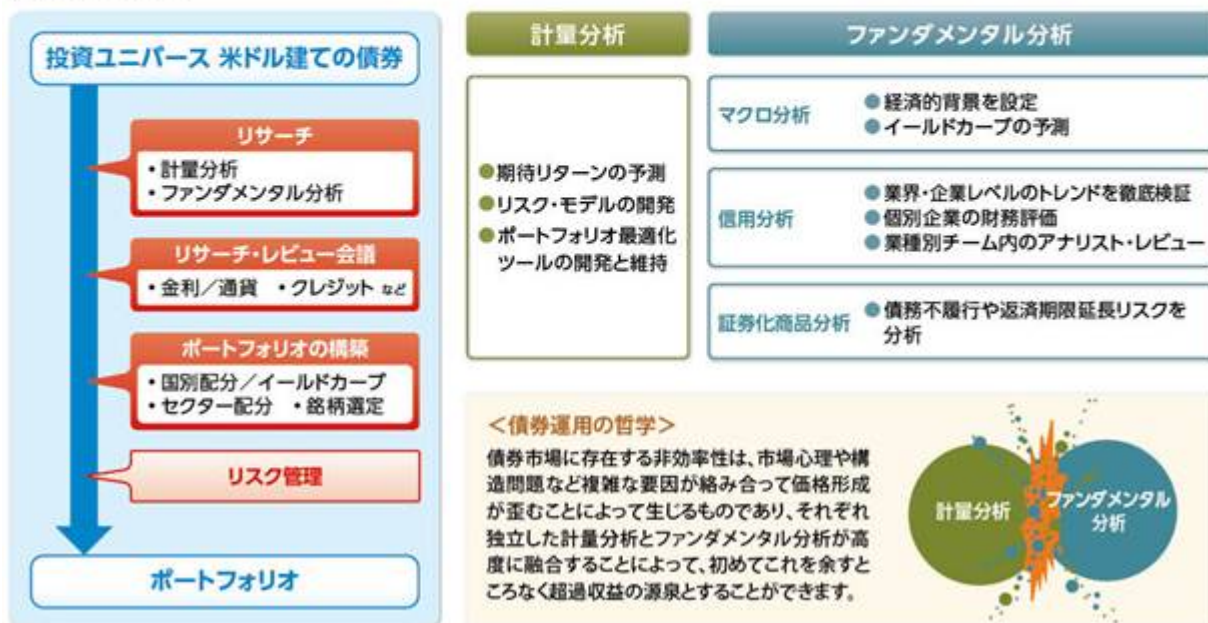 投資ユニバース 米ドル建ての債券
リサーチ
・計量分析
・ファンダメンタル分析
リサーチ・レビュー会議
・金利／通貨 ・クレジット など
ポートフォリオの構築
・国別配分／イールドカーブ
・セクター配分 ・銘柄選定
リスク管理
ポートフォリオ
計量分析
●期待リターンの予測
●リスク・モデルの開発
●ポートフォリオ最適化
ツールの開発と維持
ファンダメンタル分析
マクロ分析
●経済的背景を設定
●イールドカーブの予測
信用分析
●業界・企業レベルのトレンドを徹底検証
●個別企業の財務評価
●業種別チーム内のアナリスト・レビュー
証券化商品分析
●債務不履行や返済期限延長リスクを
分析
＜債券運用の哲学＞
債券市場に存在する非効率性は、市場心理や構
造問題など複雑な要因が絡み合って価格形成
が歪むことによって生じるものであり、それぞれ
独立した計量分析とファンダメンタル分析が高
度に融合することによって、初めてこれを余すと
ころなく超過収益の源泉とすることができます。
計量分析
ファンダメンタル
分析